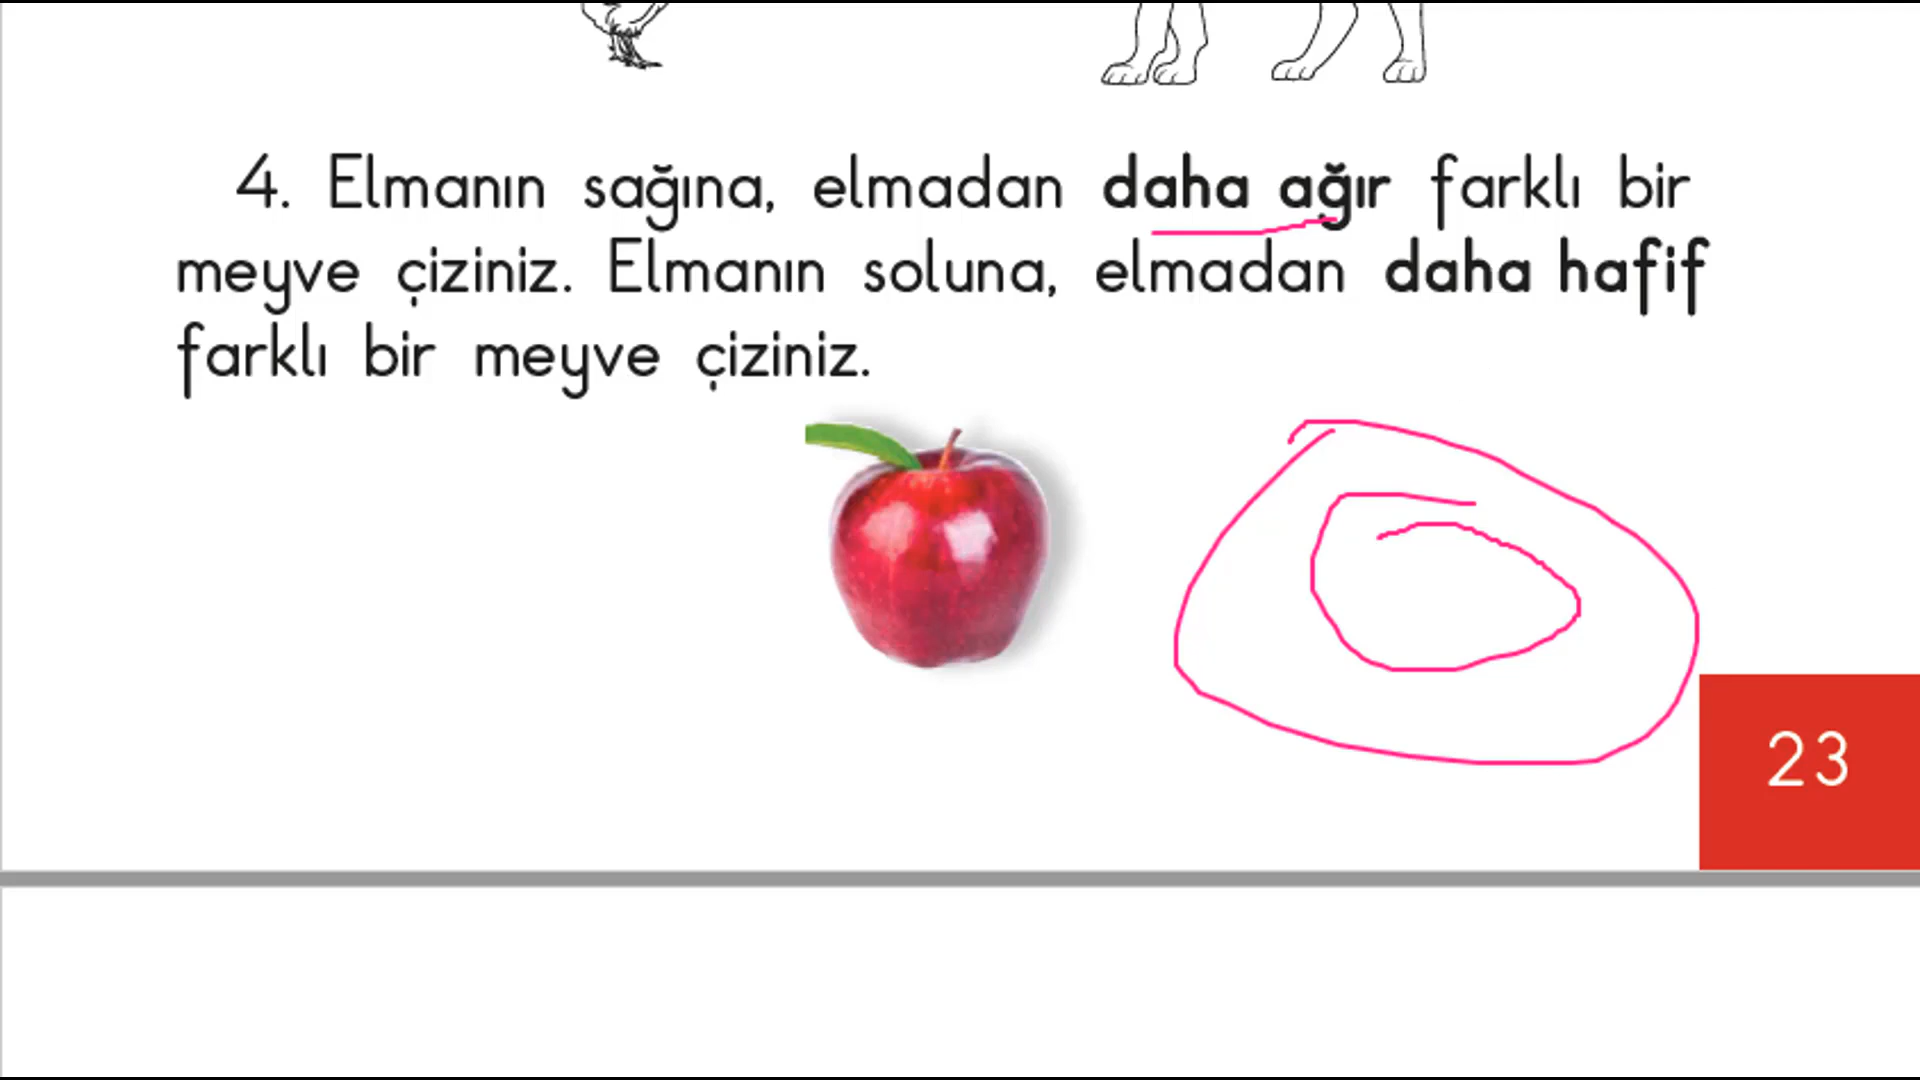 4. Elmanın sağına, elmadan daha ağır farklı bir
meyve çiziniz. Elmanın soluna, elmadan daha hafif
farklı bir meyve çiziniz.
23